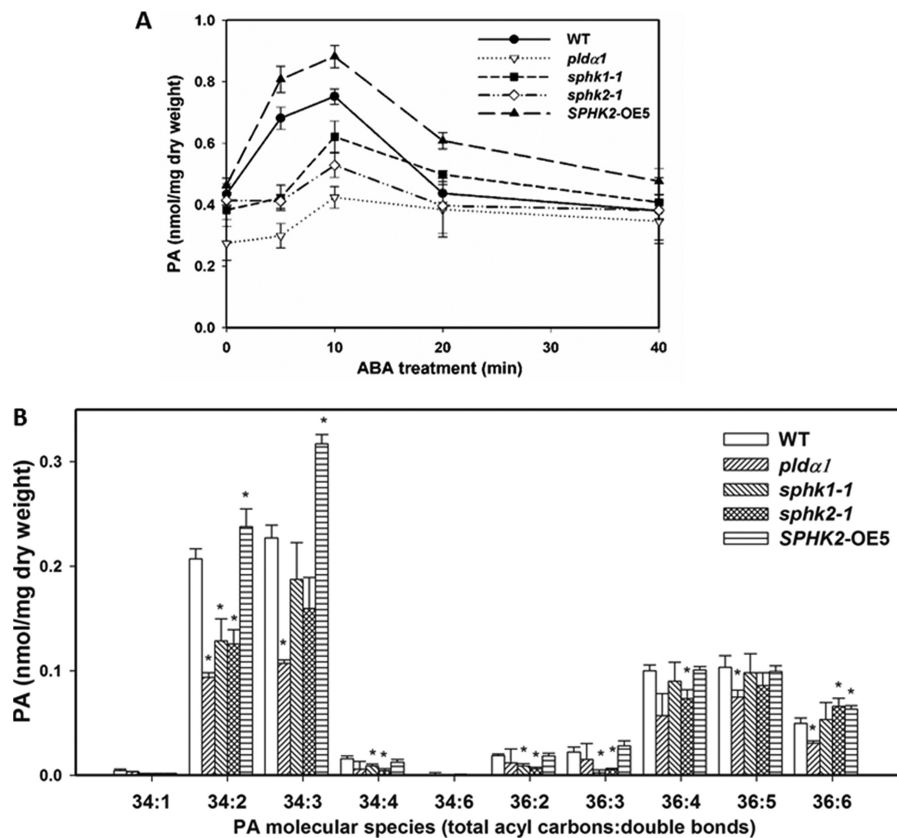 A
PA (nmol/mg dry weight)
1.0
0.8
0.6
0.4
0.2
0.0
WT
pldα1
sphk1-1
sphk2-1
SPHK2-OE5
0 10 20 30 40
ABA treatment (min)
B
PA (nmol/mg dry weight)
0.3
0.2
0.1
0.0
WT
pldα1
sphk1-1
sphk2-1
SPHK2-OE5
* * * * * * * * * * * * * * * * *
34:1 34:2 34:3 34:4 34:6 36:2 36:3 36:4 36:5 36:6
PA molecular species (total acyl carbons:double bonds)